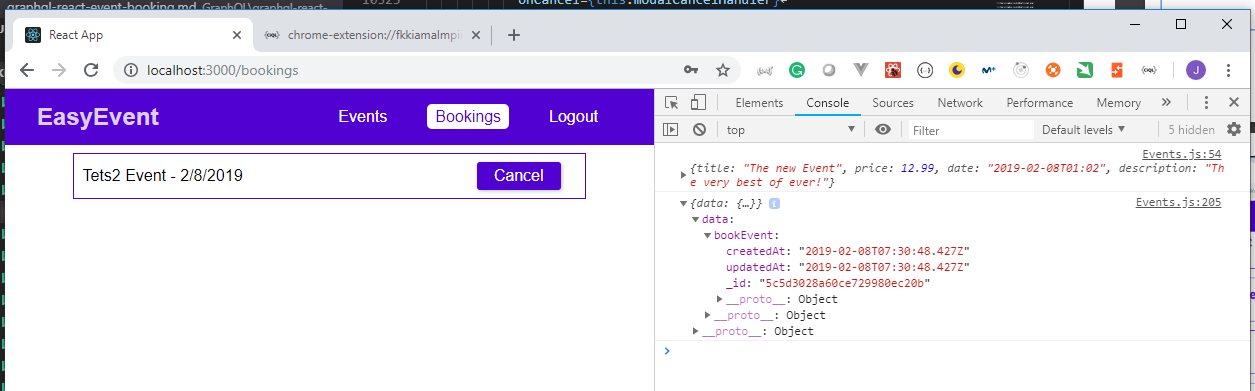 graphql-react-event-booking.md GraphQL\graphql-react-
10325 onCancel={this.modalCancelHandler}
React App
chrome-extension://fkkiamalmpii
localhost:3000/bookings
J
EasyEvent Events Bookings Logout
Tets2 Event - 2/8/2019 Cancel
Elements Console Sources Network Performance Memory »
top Filter Default levels 5 hidden
Events.js:54
{title: "The new Event", price: 12.99, date: "2019-02-08T01:02", description: "Th
e very best of ever!"}
{data: {…}} i Events.js:205
data:
bookEvent:
createdAt: "2019-02-08T07:30:48.427Z"
updatedAt: "2019-02-08T07:30:48.427Z"
_id: "5c5d3028a60ce729980ec20b"
__proto__: Object
__proto__: Object
__proto__: Object